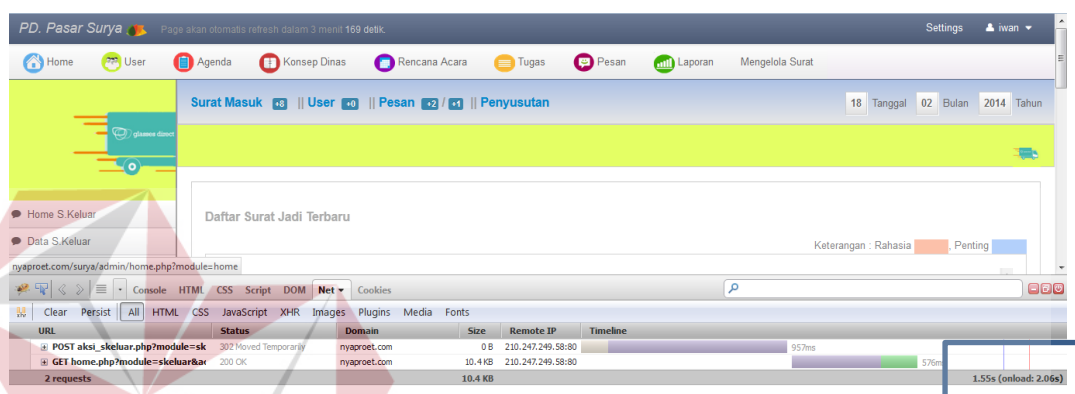 PD. Pasar Surya Page akan otomatis refresh dalam 3 menit 169 detik. Settings iwan
Home User Agenda Konsep Dinas Rencana Acara Tugas Pesan Laporan Mengelola Surat
Surat Masuk +8 || User +0 || Pesan +2 / +1 || Penyusutan 18 Tanggal 02 Bulan 2014 Tahun
glasses direct
Home S.Keluar
Daftar Surat Jadi Terbaru
Data S.Keluar
Keterangan : Rahasia , Penting
nyaproet.com/surya/admin/home.php?module=home
Console HTML CSS Script DOM Net Cookies
Clear Persist All HTML CSS JavaScript XHR Images Plugins Media Fonts
URL Status Domain Size Remote IP Timeline
POST aksi_skeluar.php?module=sk 302 Moved Temporarily nyaproet.com 0 B 210.247.249.58:80 957ms
GET home.php?module=skeluar&ac 200 OK nyaproet.com 10.4 KB 210.247.249.58:80 576m
2 requests 10.4 KB 1.55s (onload: 2.06s)